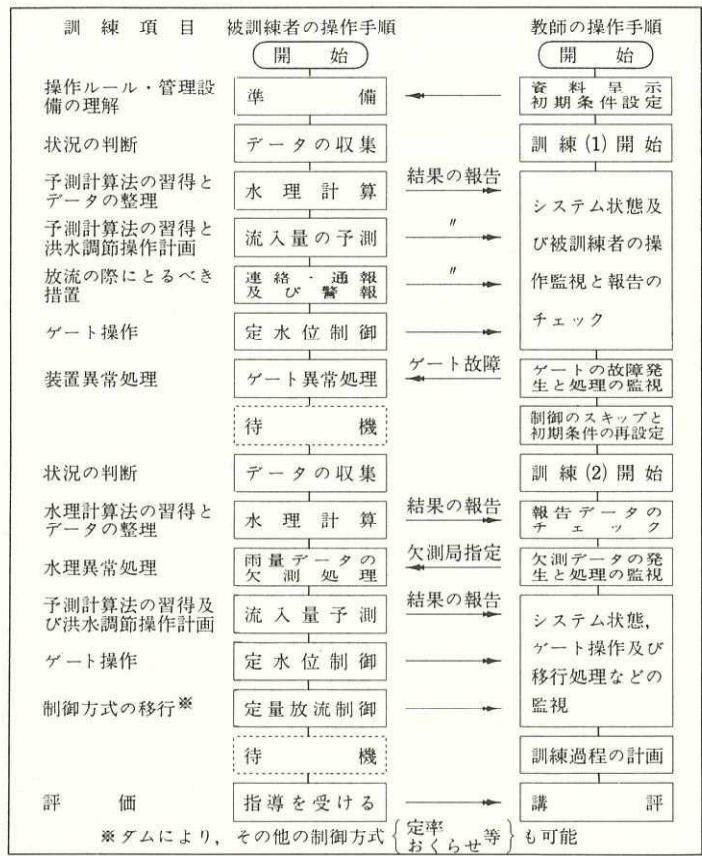 訓練項目 被訓練者の操作手順 教師の操作手順
開始 開始
操作ルール・管理設
備の理解
準備
資料呈示
初期条件設定
状況の判断
データの収集
訓練(1)開始
予測計算法の習得と
データの整理
水理計算
結果の報告
システム状態及
び被訓練者の操
作監視と報告の
チェック
予測計算法の習得と
洪水調節操作計画
流入量の予測
〃
放流の際にとるべき
措置
連絡・通報
及び警報
〃
ゲート操作
定水位制御
装置異常処理
ゲート異常処理
ゲート故障
ゲートの故障発
生と処理の監視
待機
制御のスキップと
初期条件の再設定
状況の判断
データの収集
訓練(2)開始
水理計算法の習得と
データの整理
水理計算
結果の報告
報告データの
チェック
水理異常処理
雨量データの
欠測処理
欠測局指定
欠測データの発
生と処理の監視
予測計算法の習得及
び洪水調節操作計画
流入量予測
結果の報告
システム状態,
ゲート操作及び
移行処理などの
監視
ゲート操作
定水位制御
制御方式の移行※
定量放流制御
待機
訓練過程の計画
評価
指導を受ける
講評
※ダムにより,その他の制御方式{定率 おくらせ等}も可能